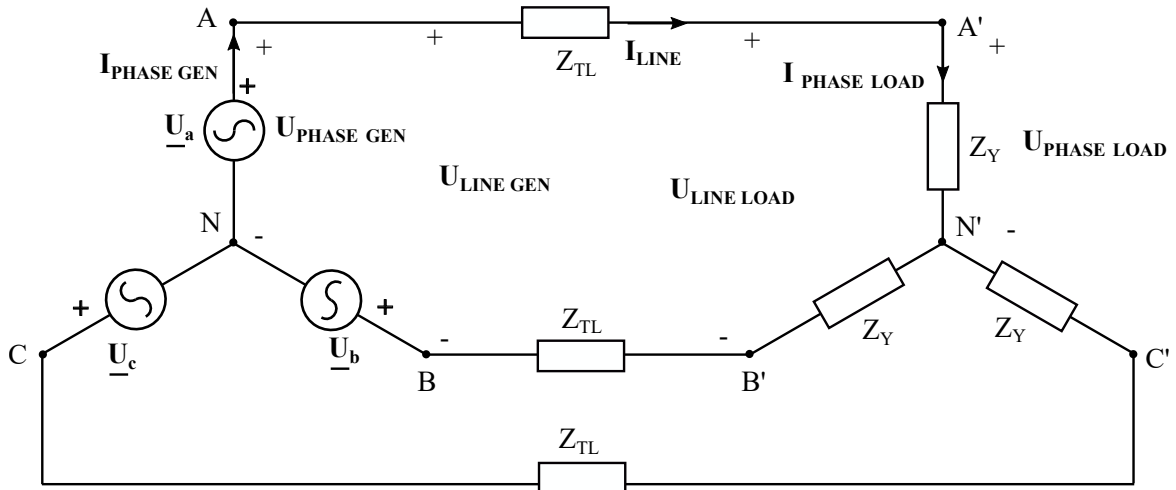 A
+
+
Z_TL
I_LINE
+
A'
+
I_PHASE GEN
I_PHASE LOAD
+
U_a
U_PHASE GEN
Z_Y
U_PHASE LOAD
U_LINE GEN
U_LINE LOAD
N
-
N'
-
+
+
Z_TL
Z_Y
Z_Y
C
U_c
U_b
-
-
B
B'
C'
Z_TL